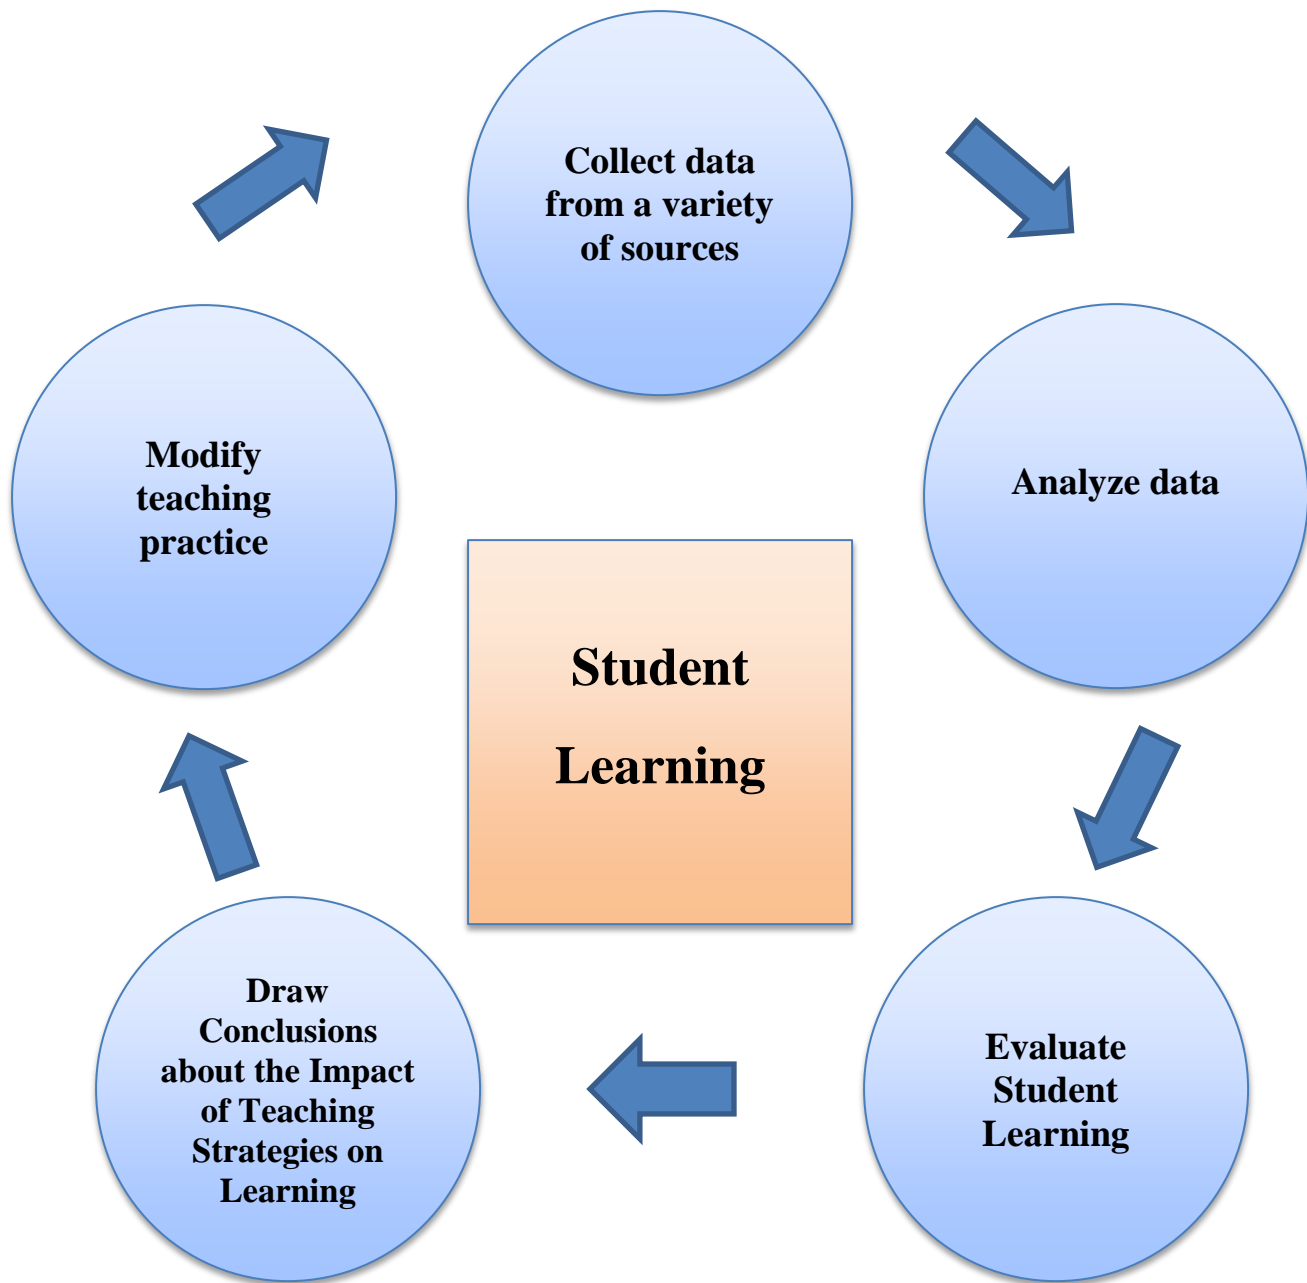 Collect data
from a variety
of sources
Analyze data
Evaluate
Student
Learning
Draw
Conclusions
about the Impact
of Teaching
Strategies on
Learning
Modify
teaching
practice
Student
Learning